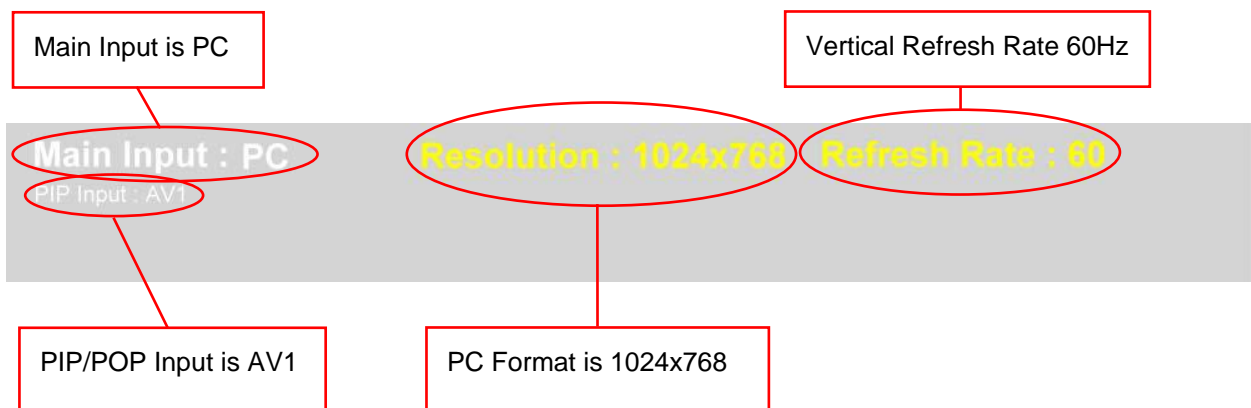 Main Input is PC
Vertical Refresh Rate 60Hz
Main Input : PC
Resolution : 1024x768
Refresh Rate : 60
PIP Input : AV1
PIP/POP Input is AV1
PC Format is 1024x768